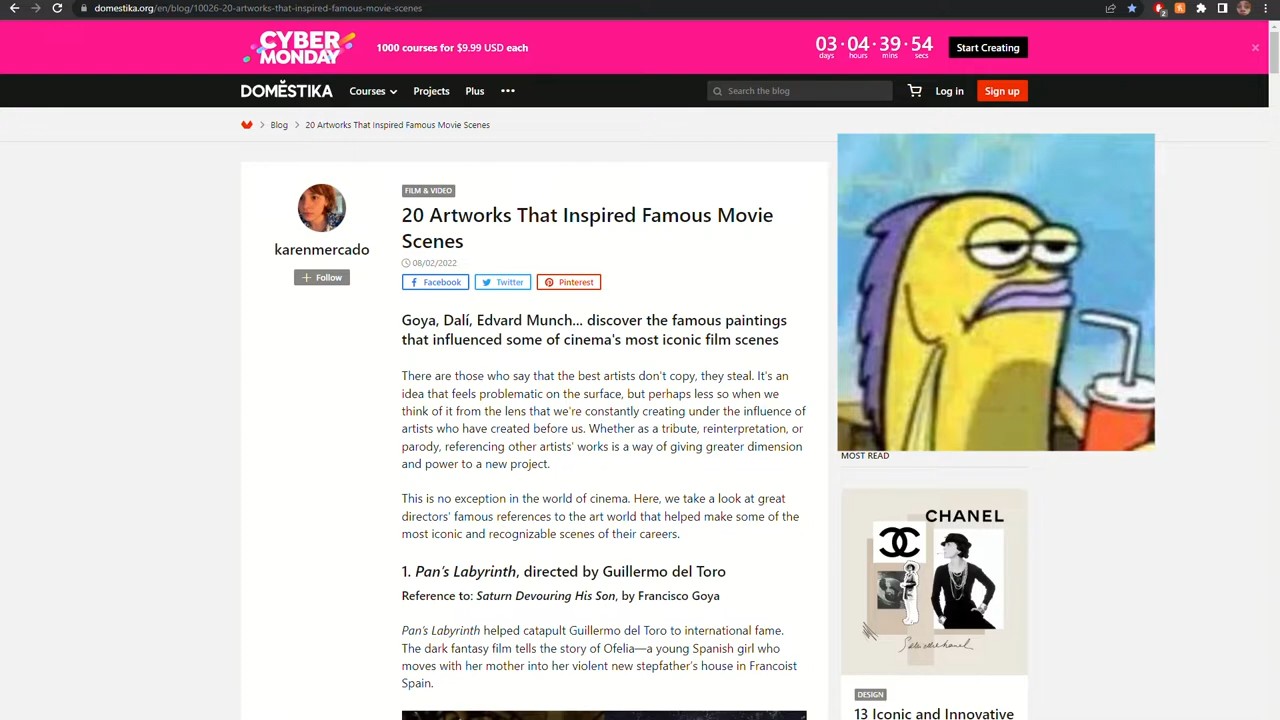 domestika.org/en/blog/10026-20-artworks-that-inspired-famous-movie-scenes
2
CYBER MONDAY
1000 courses for $9.99 USD each
03 · 04 · 39 · 54
days hours mins secs
Start Creating
DOMĔSTIKA
Courses
Projects
Plus
Search the blog
Log in
Sign up
Blog > 20 Artworks That Inspired Famous Movie Scenes
karenmercado
Follow
FILM & VIDEO
20 Artworks That Inspired Famous Movie
Scenes
08/02/2022
Facebook
Twitter
Pinterest
Goya, Dalí, Edvard Munch... discover the famous paintings
that influenced some of cinema's most iconic film scenes
There are those who say that the best artists don't copy, they steal. It's an
idea that feels problematic on the surface, but perhaps less so when we
think of it from the lens that we're constantly creating under the influence of
artists who have created before us. Whether as a tribute, reinterpretation, or
parody, referencing other artists' works is a way of giving greater dimension
and power to a new project.
This is no exception in the world of cinema. Here, we take a look at great
directors' famous references to the art world that helped make some of the
most iconic and recognizable scenes of their careers.
1. Pan's Labyrinth, directed by Guillermo del Toro
Reference to: Saturn Devouring His Son, by Francisco Goya
Pan's Labyrinth helped catapult Guillermo del Toro to international fame.
The dark fantasy film tells the story of Ofelia—a young Spanish girl who
moves with her mother into her violent new stepfather's house in Francoist
Spain.
MOST READ
CHANEL
DESIGN
13 Iconic and Innovative